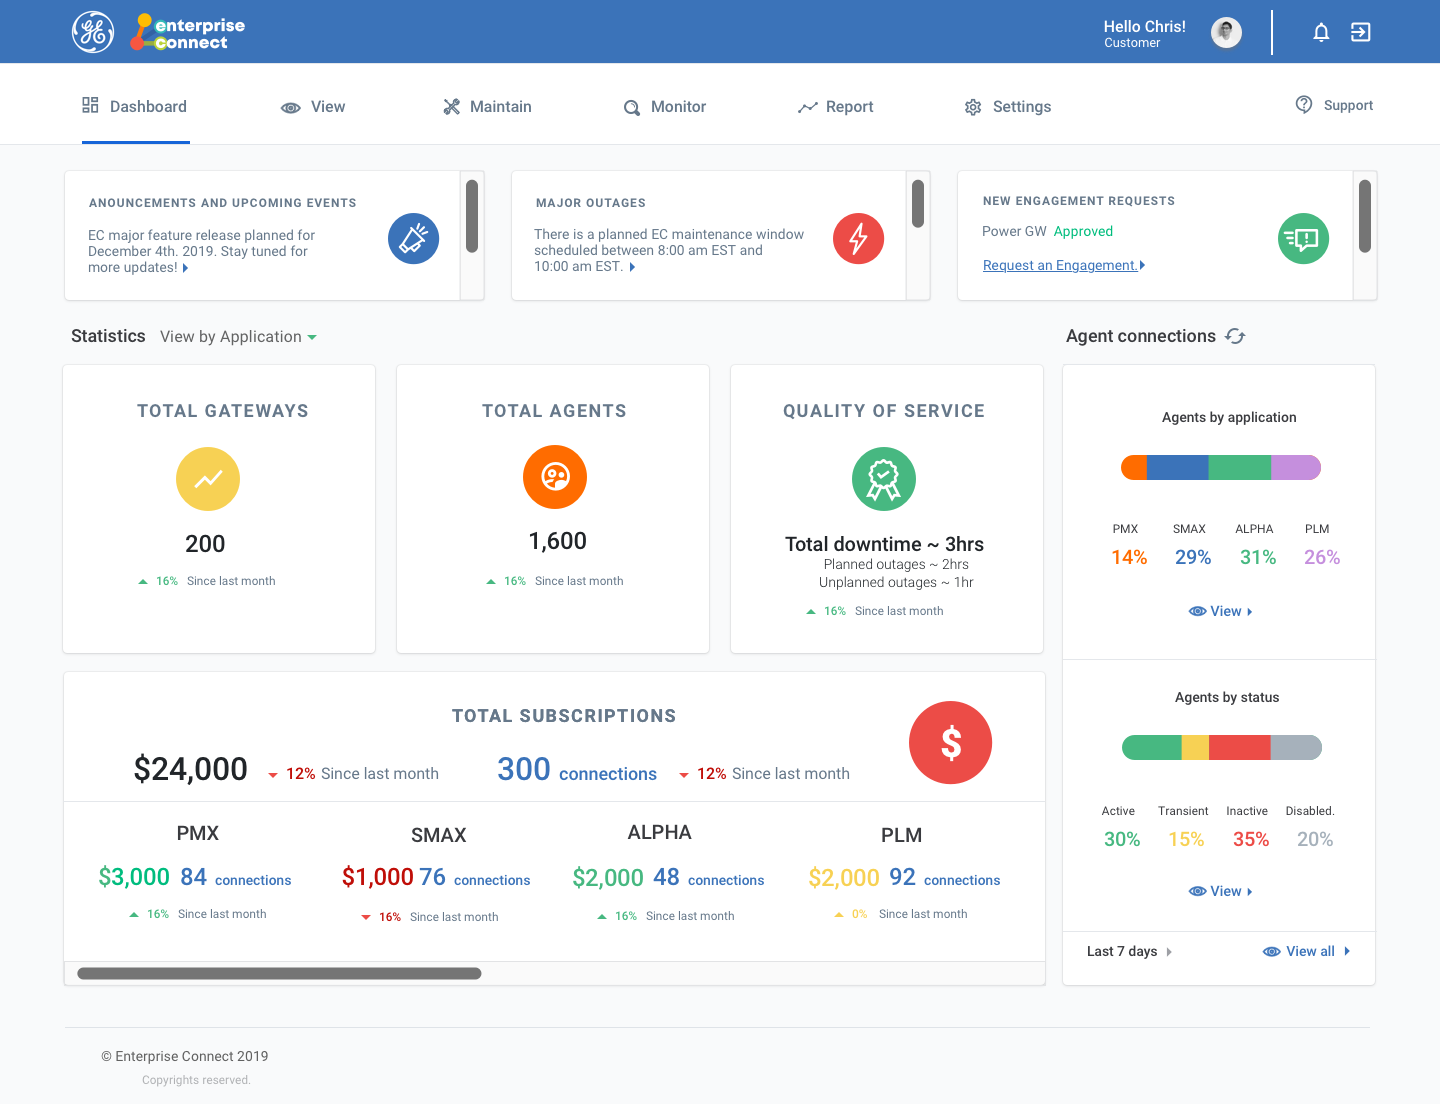 GE
enterprise
connect
Hello Chris!
Customer
Dashboard
View
Maintain
Monitor
Report
Settings
Support
ANOUNCEMENTS AND UPCOMING EVENTS
EC major feature release planned for
December 4th. 2019. Stay tuned for
more updates!
MAJOR OUTAGES
There is a planned EC maintenance window
scheduled between 8:00 am EST and
10:00 am EST.
NEW ENGAGEMENT REQUESTS
Power GW Approved
Request an Engagement.
Statistics View by Application
TOTAL GATEWAYS
200
16% Since last month
TOTAL AGENTS
1,600
16% Since last month
QUALITY OF SERVICE
Total downtime ~ 3hrs
Planned outages ~ 2hrs
Unplanned outages ~ 1hr
16% Since last month
Agent connections
Agents by application
PMX SMAX ALPHA PLM
14% 29% 31% 26%
View
Agents by status
Active Transient Inactive Disabled.
30% 15% 35% 20%
View
Last 7 days View all
TOTAL SUBSCRIPTIONS
$
$24,000 12% Since last month 300 connections 12% Since last month
PMX
$3,000 84 connections
16% Since last month
SMAX
$1,000 76 connections
16% Since last month
ALPHA
$2,000 48 connections
16% Since last month
PLM
$2,000 92 connections
0% Since last month
© Enterprise Connect 2019
Copyrights reserved.